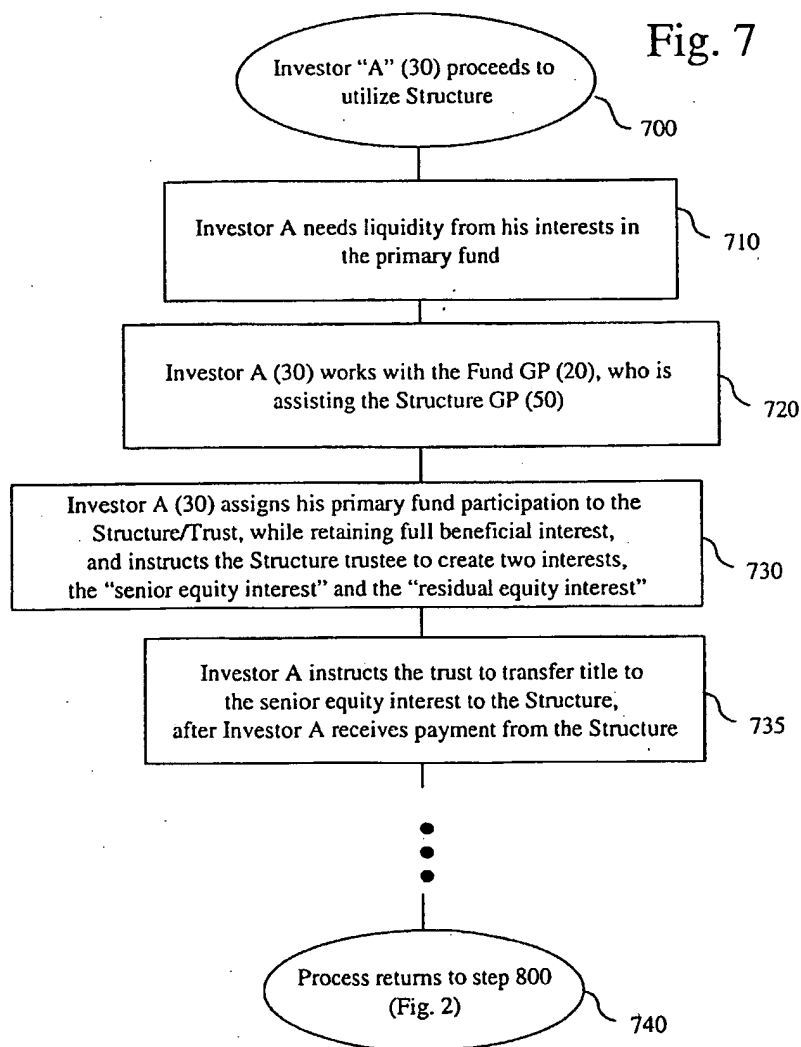 Fig. 7
Investor "A" (30) proceeds to
utilize Structure
700
Investor A needs liquidity from his interests in
the primary fund
710
Investor A (30) works with the Fund GP (20), who is
assisting the Structure GP (50)
720
Investor A (30) assigns his primary fund participation to the
Structure/Trust, while retaining full beneficial interest,
and instructs the Structure trustee to create two interests,
the "senior equity interest" and the "residual equity interest"
730
Investor A instructs the trust to transfer title to
the senior equity interest to the Structure,
after Investor A receives payment from the Structure
735
Process returns to step 800
(Fig. 2)
740